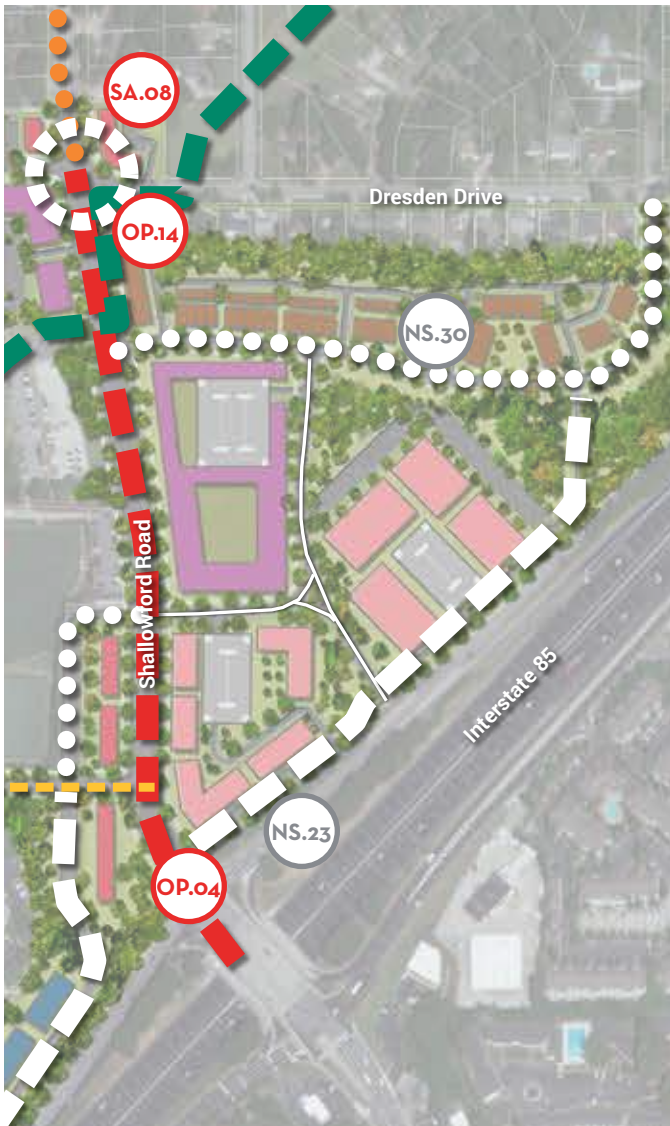 SA.08
Dresden Drive
OP.14
NS.30
Shallowford Road
Interstate 85
NS.23
OP.04